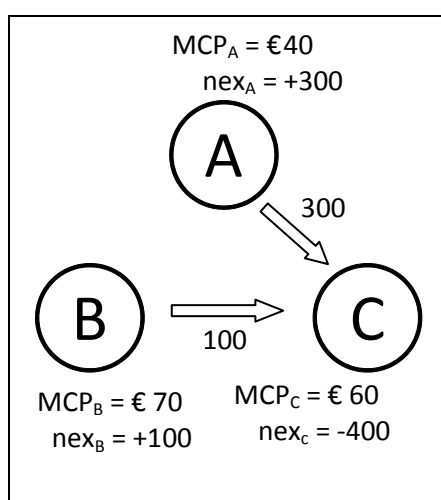 MCPA = €40
nexA = +300
A
300
B
C
100
MCPB = € 70
nexB = +100
MCPC = € 60
nexc = -400